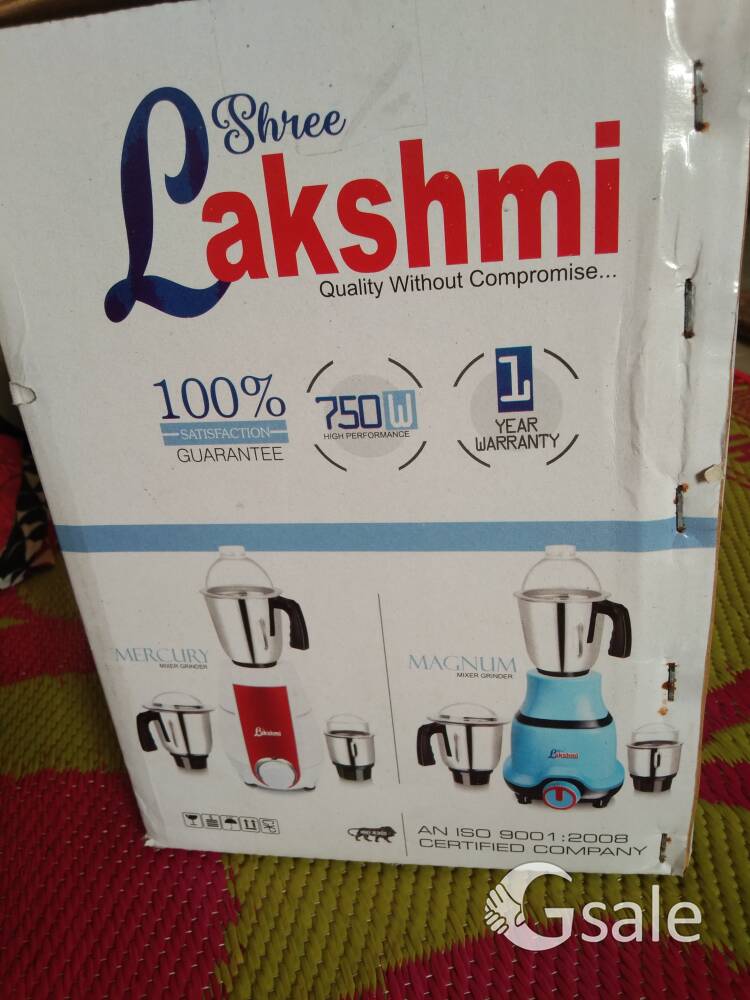 Shree
Lakshmi
Quality Without Compromise...
100%
SATISFACTION
GUARANTEE
750W
HIGH PERFORMANCE
1
YEAR
WARRANTY
MERCURY
MIXER GRINDER
Lakshmi
MAGNUM
MIXER GRINDER
Lakshmi
AN ISO 9001:2008
CERTIFIED COMPANY
Gsale